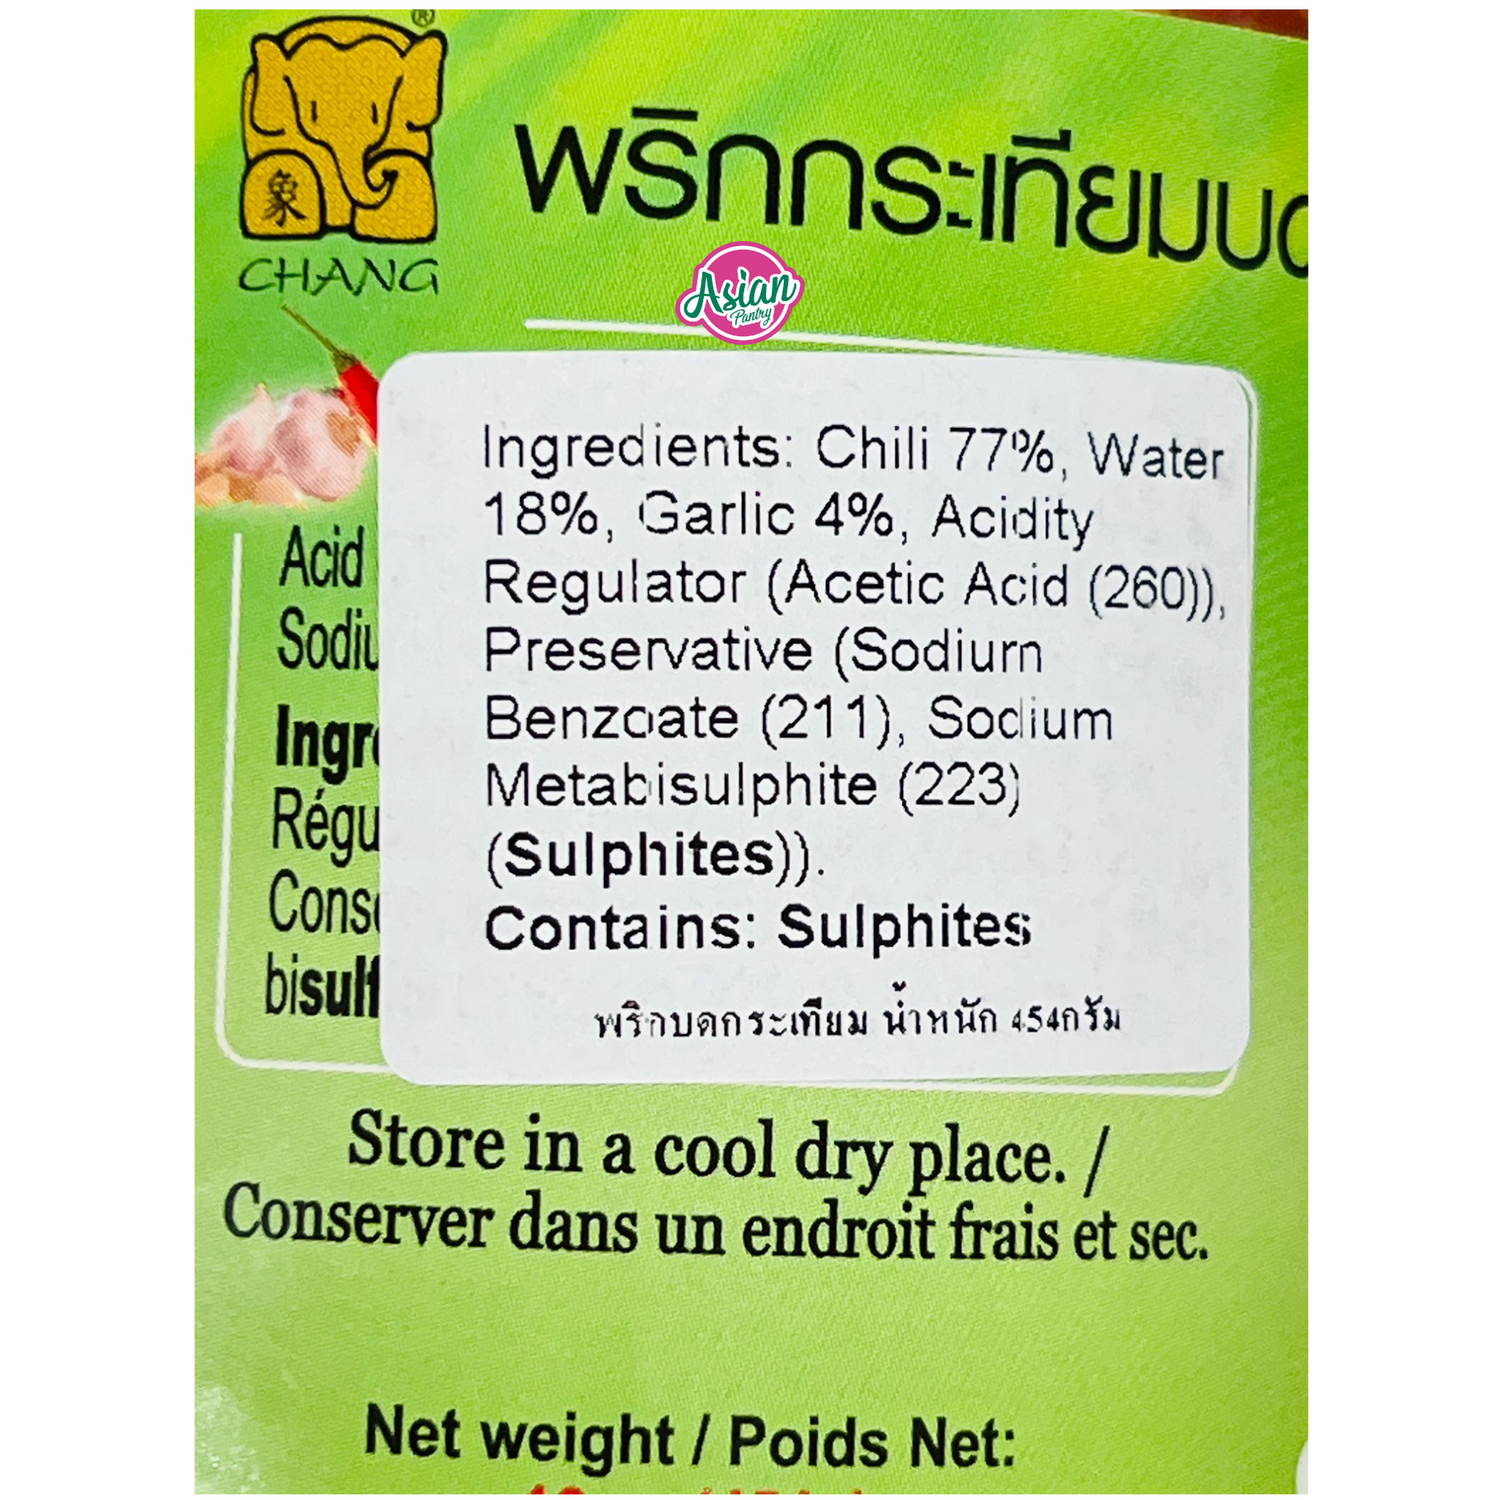 ®
象
CHANG
พริกกระเทียมบด
Asian
Pantry
Ingredients: Chili 77%, Water
18%, Garlic 4%, Acidity
Regulator (Acetic Acid (260)),
Preservative (Sodium
Benzoate (211), Sodium
Metabisulphite (223)
(Sulphites)).
Contains: Sulphites
พริกบดกระเทียม น้ำหนัก 454กรัม
Acid
Sodiu
Ingr
Régu
Cons
bisulf
Store in a cool dry place. /
Conserver dans un endroit frais et sec.
Net weight / Poids Net: